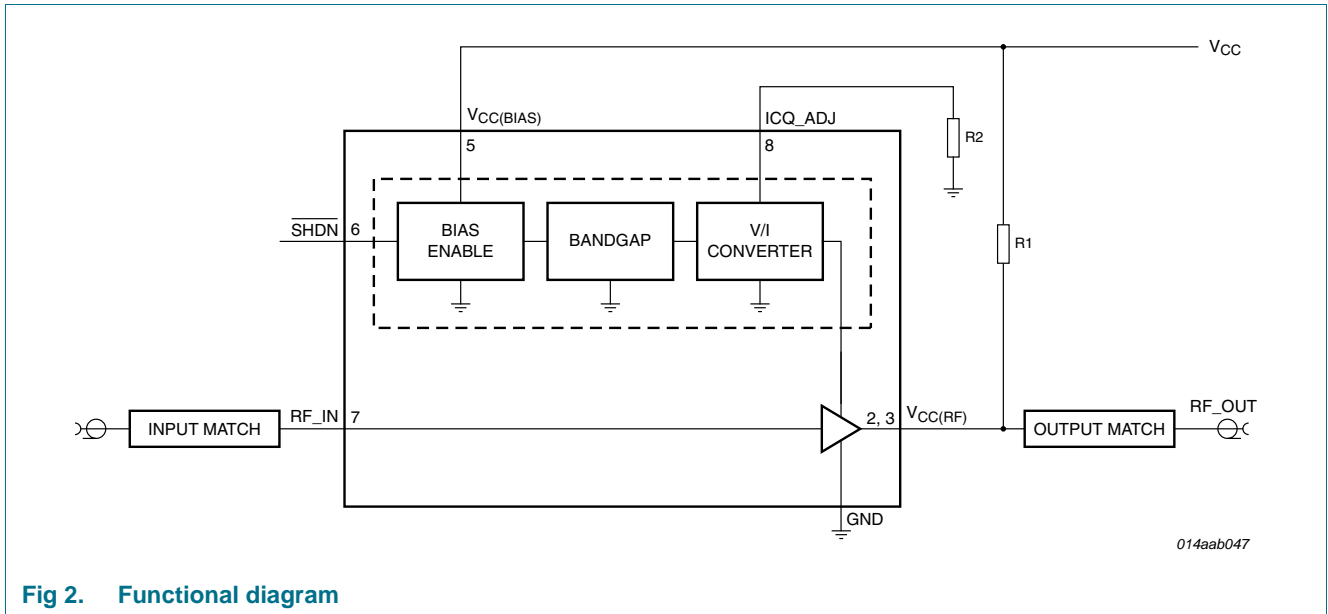 VCC
VCC(BIAS)
ICQ_ADJ
5
8
R2
SHDN
6
BIAS
ENABLE
BANDGAP
V/I
CONVERTER
R1
INPUT MATCH
RF_IN
7
2, 3
VCC(RF)
OUTPUT MATCH
RF_OUT
GND
014aab047
Fig 2. Functional diagram